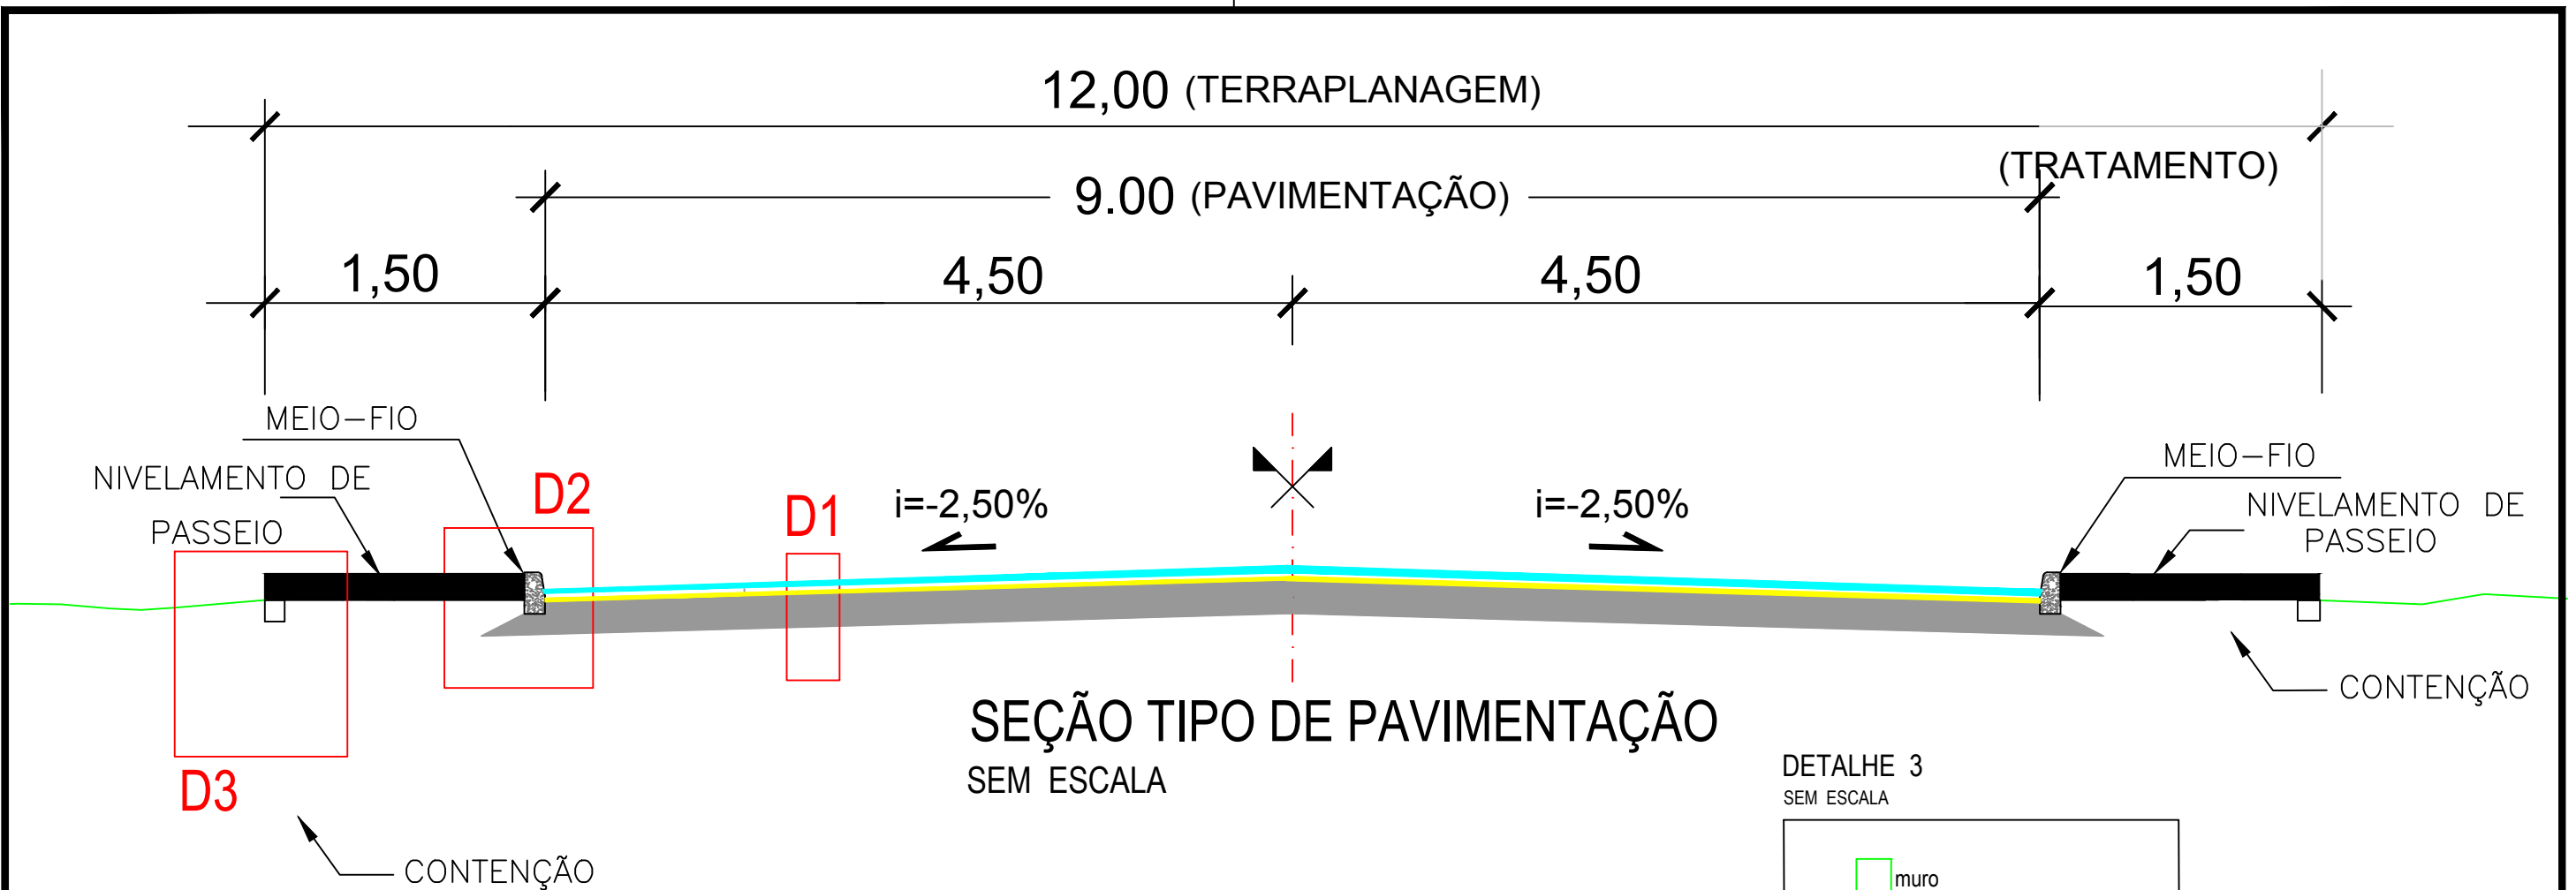 12,00 (TERRAPLANAGEM)
(TRATAMENTO)
9.00 (PAVIMENTAÇÃO)
1,50
4,50
4,50
1,50
MEIO-FIO
NIVELAMENTO DE
PASSEIO
D2
D1
i=-2,50%
i=-2,50%
MEIO-FIO
NIVELAMENTO DE
PASSEIO
CONTENÇÃO
D3
SEÇÃO TIPO DE PAVIMENTAÇÃO
SEM ESCALA
CONTENÇÃO
DETALHE 3
SEM ESCALA
muro